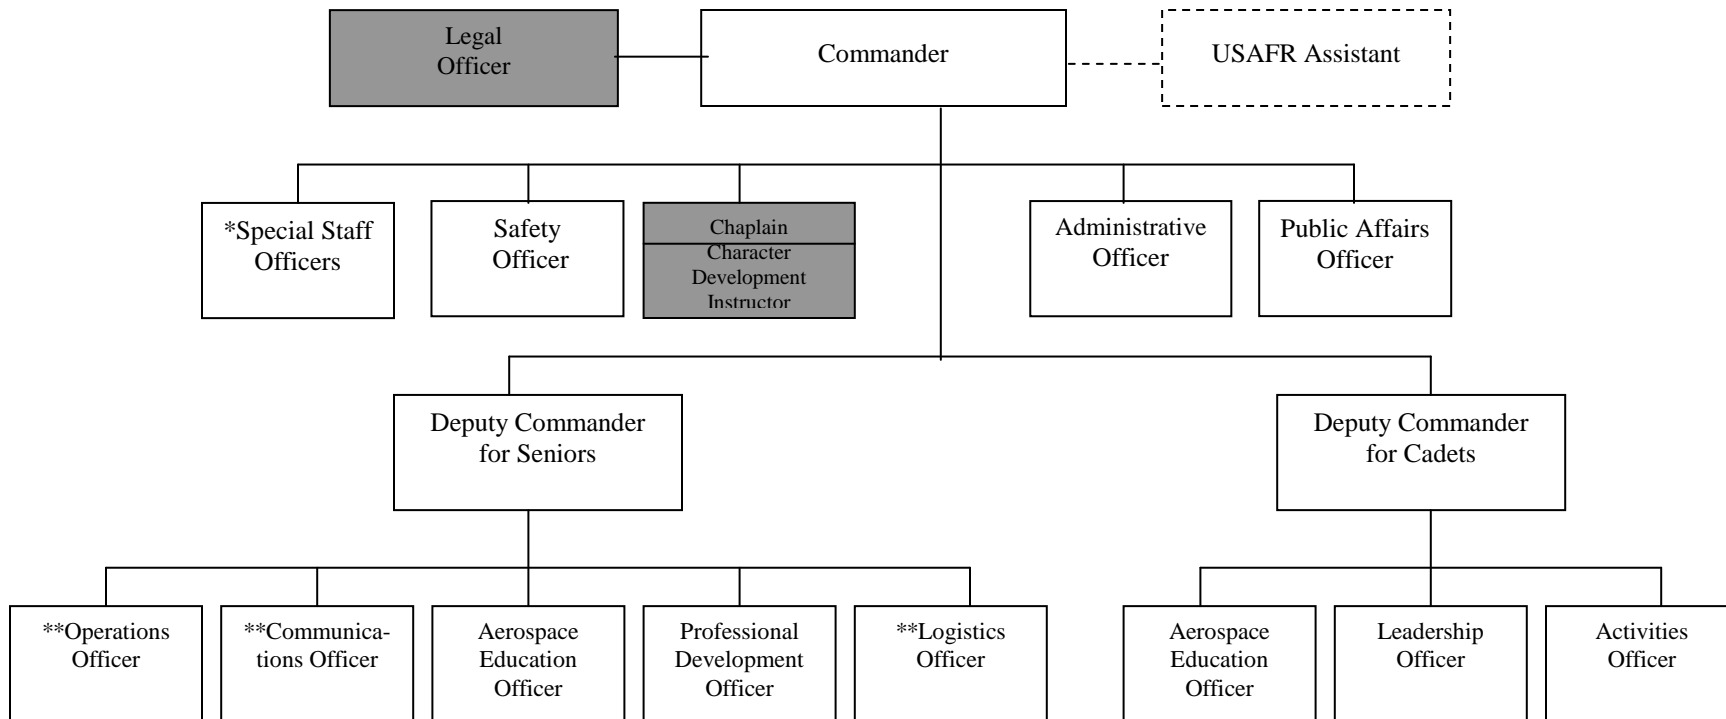 Legal
Officer
Commander
USAFR Assistant
*Special Staff
Officers
Safety
Officer
Chaplain
Character
Development
Instructor
Administrative
Officer
Public Affairs
Officer
Deputy Commander
for Seniors
Deputy Commander
for Cadets
**Operations
Officer
**Communica-
tions Officer
Aerospace
Education
Officer
Professional
Development
Officer
**Logistics
Officer
Aerospace
Education
Officer
Leadership
Officer
Activities
Officer